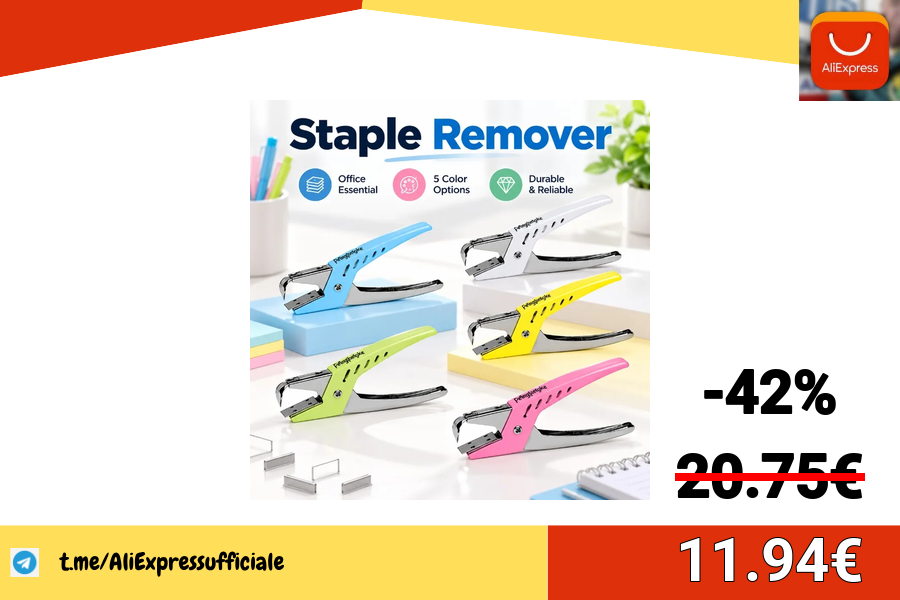 AliExpress
Staple Remover
Office
Essential
5 Color
Options
Durable
& Reliable
-42%
20.75€
t.me/AliExpressufficiale
11.94€